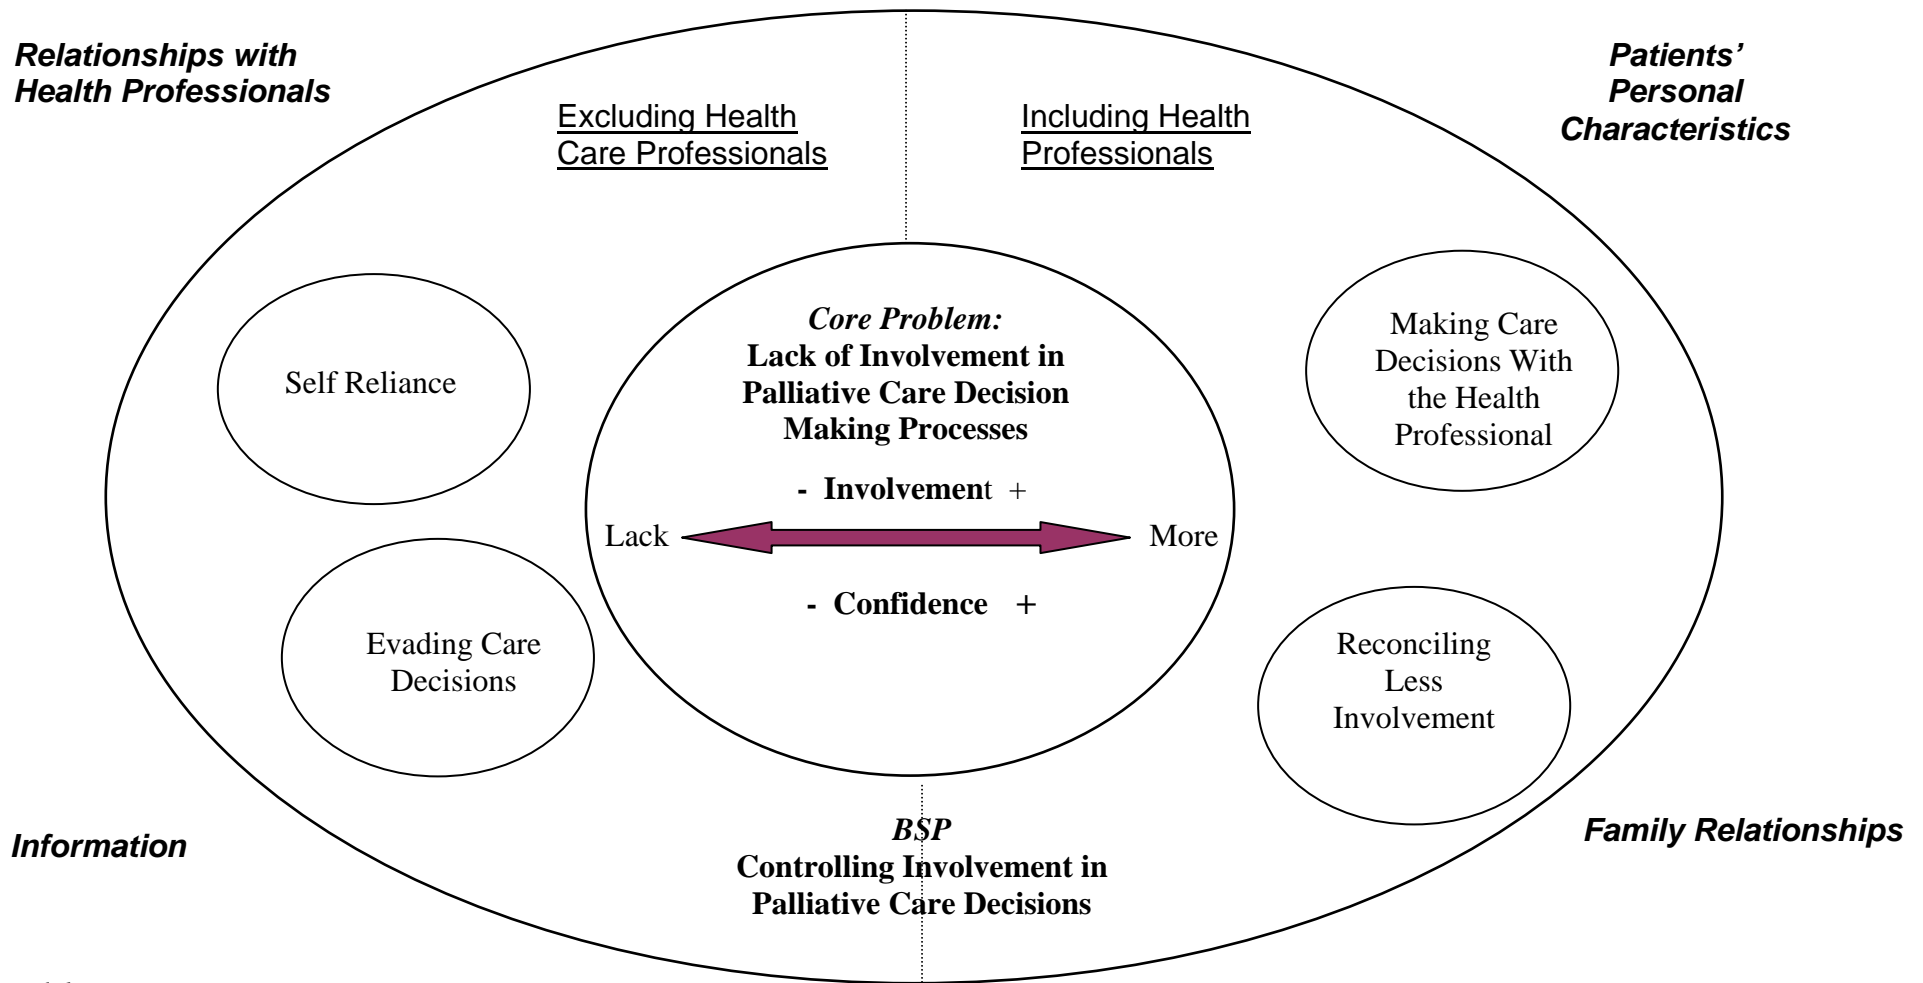 Relationships with
Health Professionals
Patients’
Personal
Characteristics
Excluding Health
Care Professionals
Including Health
Professionals
Self Reliance
Evading Care
Decisions
Core Problem:
Lack of Involvement in
Palliative Care Decision
Making Processes
- Involvement +
Lack
More
- Confidence +
Making Care
Decisions With
the Health
Professional
Reconciling
Less
Involvement
Information
BSP
Controlling Involvement in
Palliative Care Decisions
Family Relationships